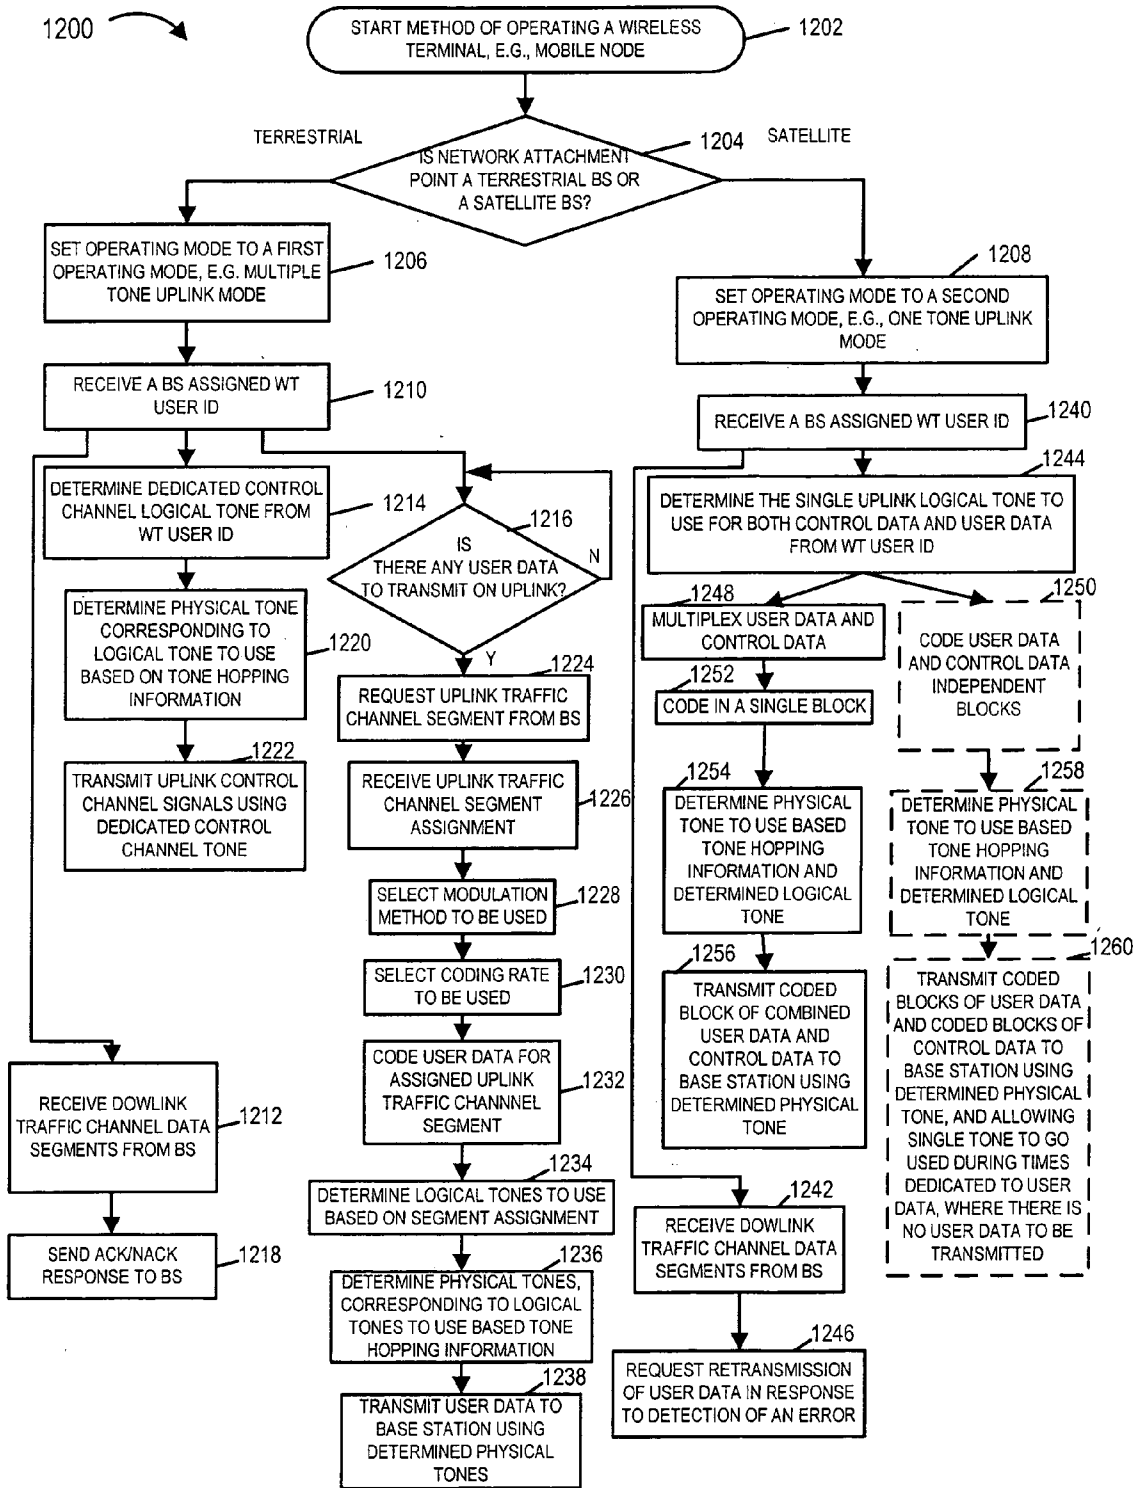 1200
START METHOD OF OPERATING A WIRELESS
TERMINAL, E.G., MOBILE NODE
1202
TERRESTRIAL
SATELLITE
1204
IS NETWORK ATTACHMENT
POINT A TERRESTRIAL BS OR
A SATELLITE BS?
SET OPERATING MODE TO A FIRST
OPERATING MODE, E.G. MULTIPLE
TONE UPLINK MODE
1206
1208
SET OPERATING MODE TO A SECOND
OPERATING MODE, E.G., ONE TONE UPLINK
MODE
RECEIVE A BS ASSIGNED WT
USER ID
1210
RECEIVE A BS ASSIGNED WT USER ID
1240
DETERMINE DEDICATED CONTROL
CHANNEL LOGICAL TONE FROM
WT USER ID
1214
1216
IS
THERE ANY USER DATA
TO TRANSMIT ON UPLINK?
N
Y
1244
DETERMINE THE SINGLE UPLINK LOGICAL TONE TO
USE FOR BOTH CONTROL DATA AND USER DATA
FROM WT USER ID
DETERMINE PHYSICAL TONE
CORRESPONDING TO
LOGICAL TONE TO USE
BASED ON TONE HOPPING
INFORMATION
1220
1222
TRANSMIT UPLINK CONTROL
CHANNEL SIGNALS USING
DEDICATED CONTROL
CHANNEL TONE
1224
REQUEST UPLINK TRAFFIC
CHANNEL SEGMENT FROM BS
RECEIVE UPLINK TRAFFIC
CHANNEL SEGMENT
ASSIGNMENT
1226
SELECT MODULATION
METHOD TO BE USED
1228
SELECT CODING RATE
TO BE USED
1230
CODE USER DATA FOR
ASSIGNED UPLINK
TRAFFIC CHANNNEL
SEGMENT
1232
1234
DETERMINE LOGICAL TONES TO USE
BASED ON SEGMENT ASSIGNMENT
1236
DETERMINE PHYSICAL TONES,
CORRESPONDING TO LOGICAL
TONES TO USE BASED TONE
HOPPING INFORMATION
1238
TRANSMIT USER DATA TO
BASE STATION USING
DETERMINED PHYSICAL
TONES
RECEIVE DOWLINK
TRAFFIC CHANNEL DATA
SEGMENTS FROM BS
1212
SEND ACK/NACK
RESPONSE TO BS
1218
1248
MULTIPLEX USER DATA AND
CONTROL DATA
1252
CODE IN A SINGLE BLOCK
1254
DETERMINE PHYSICAL
TONE TO USE BASED
TONE HOPPING
INFORMATION AND
DETERMINED LOGICAL
TONE
1256
TRANSMIT CODED
BLOCK OF COMBINED
USER DATA AND
CONTROL DATA TO
BASE STATION USING
DETERMINED PHYSICAL
TONE
1250
CODE USER DATA
AND CONTROL DATA
INDEPENDENT
BLOCKS
1258
DETERMINE PHYSICAL
TONE TO USE BASED
TONE HOPPING
INFORMATION AND
DETERMINED LOGICAL
TONE
1260
TRANSMIT CODED
BLOCKS OF USER DATA
AND CODED BLOCKS OF
CONTROL DATA TO
BASE STATION USING
DETERMINED PHYSICAL
TONE, AND ALLOWING
SINGLE TONE TO GO
USED DURING TIMES
DEDICATED TO USER
DATA, WHERE THERE IS
NO USER DATA TO BE
TRANSMITTED
1242
RECEIVE DOWLINK
TRAFFIC CHANNEL DATA
SEGMENTS FROM BS
1246
REQUEST RETRANSMISSION
OF USER DATA IN RESPONSE
TO DETECTION OF AN ERROR